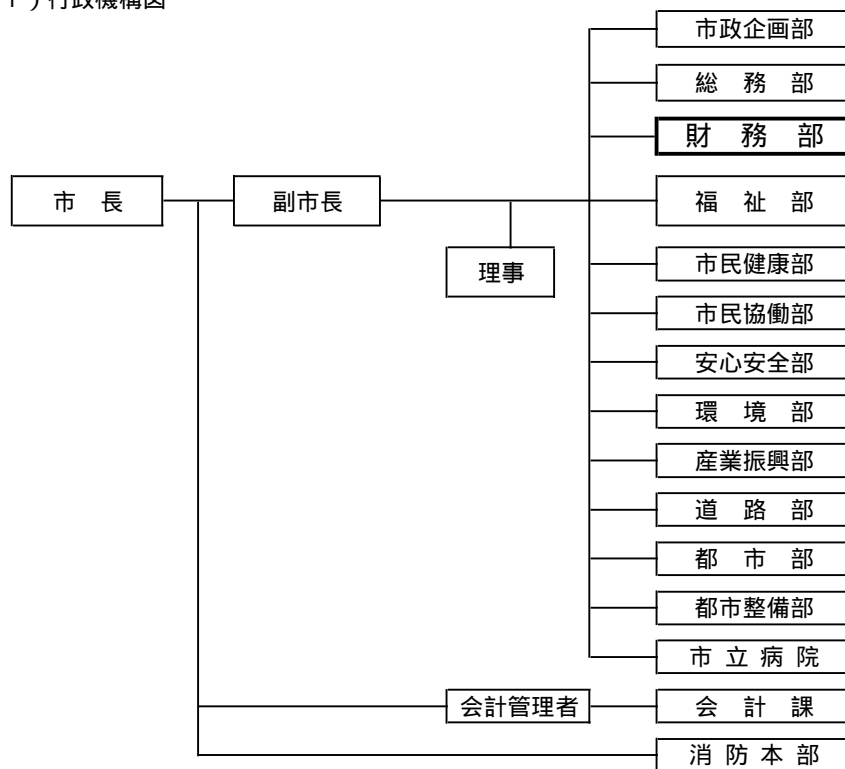 ）行政機構図
市政企画部
総　務　部
財　務　部
市　長
副市長
福　祉　部
理事
市民健康部
市民協働部
安心安全部
環　境　部
産業振興部
道　路　部
都　市　部
都市整備部
市 立 病 院
会計管理者
会　計　課
消 防 本 部